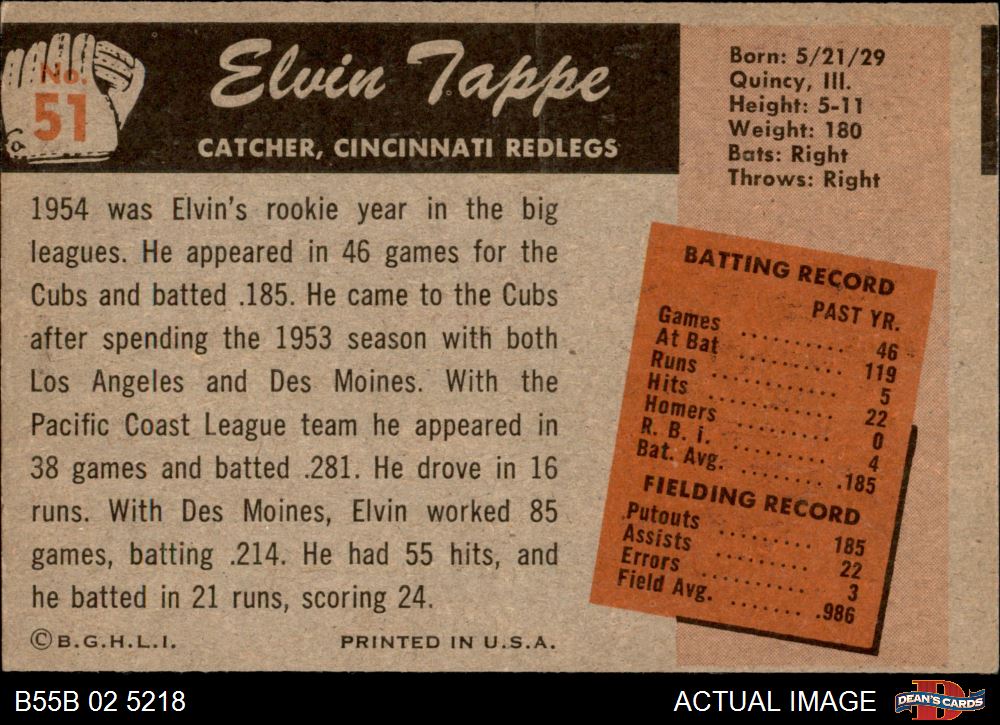 No.
51
Elvin Tappe
CATCHER, CINCINNATI REDLEGS
Born: 5/21/29
Quincy, Ill.
Height: 5-11
Weight: 180
Bats: Right
Throws: Right
1954 was Elvin's rookie year in the big
leagues. He appeared in 46 games for the
Cubs and batted .185. He came to the Cubs
after spending the 1953 season with both
Los Angeles and Des Moines. With the
Pacific Coast League team he appeared in
38 games and batted .281. He drove in 16
runs. With Des Moines, Elvin worked 85
games, batting .214. He had 55 hits, and
he batted in 21 runs, scoring 24.
©B.G.H.L.I. PRINTED IN U.S.A.
BATTING RECORD
PAST YR.
Games .......... 46
At Bat .......... 119
Runs .......... 5
Hits .......... 22
Homers .......... 0
R. B. i. .......... 4
Bat. Avg. ........ .185
FIELDING RECORD
Putouts ......... 185
Assists ......... 22
Errors .......... 3
Field Avg. ....... .986
B55B 02 5218 ACTUAL IMAGE D DEAN'S CARDS